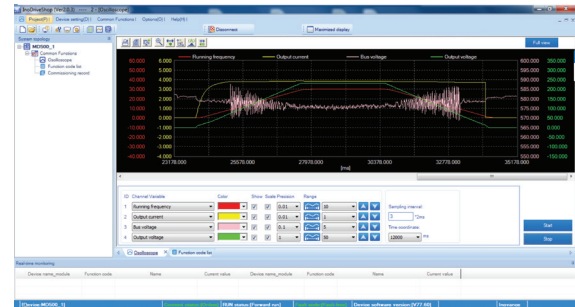 InoDriveShop
Project(P) Device setting(D) Common Functions Options(O) Help(H)
Disconnect Maximized display
System topology
MD500_1
Common Functions
Oscilloscope
Function code list
Commissioning record
Full view
Running frequency Output current Bus voltage Output voltage
60.000 6.000 600.000 350.000
50.000 5.000 595.000 300.000
40.000 4.000 590.000 250.000
30.000 3.000 585.000 200.000
20.000 2.000 580.000 150.000
10.000 1.000 575.000 100.000
0.000 0.000 570.000 50.000
-10.000 -1.000 565.000 0.000
-20.000 -2.000 560.000 -50.000
-30.000 -3.000 555.000 -100.000
-40.000 -4.000 550.000 -150.000
23178.000 25578.000 27978.000 30378.000 32778.000 35178.000
[ms]
ID Channel Variable Color Show Scale Precision Range
1 Running frequency 0.01 10
2 Output current 0.01 1
3 Bus voltage 0.1 5
4 Output voltage 1 50
Sampling interval
3 *2ms
Time coordinate
12000 ms
Start
Stop
Oscilloscope Function code list
Realtime monitoring
Device name_module Function code Name Current value Device name_module Function code Name Current value
[Device:MD500_1] RUN status:[Forward run] Device software version:[V77.00] Inovance